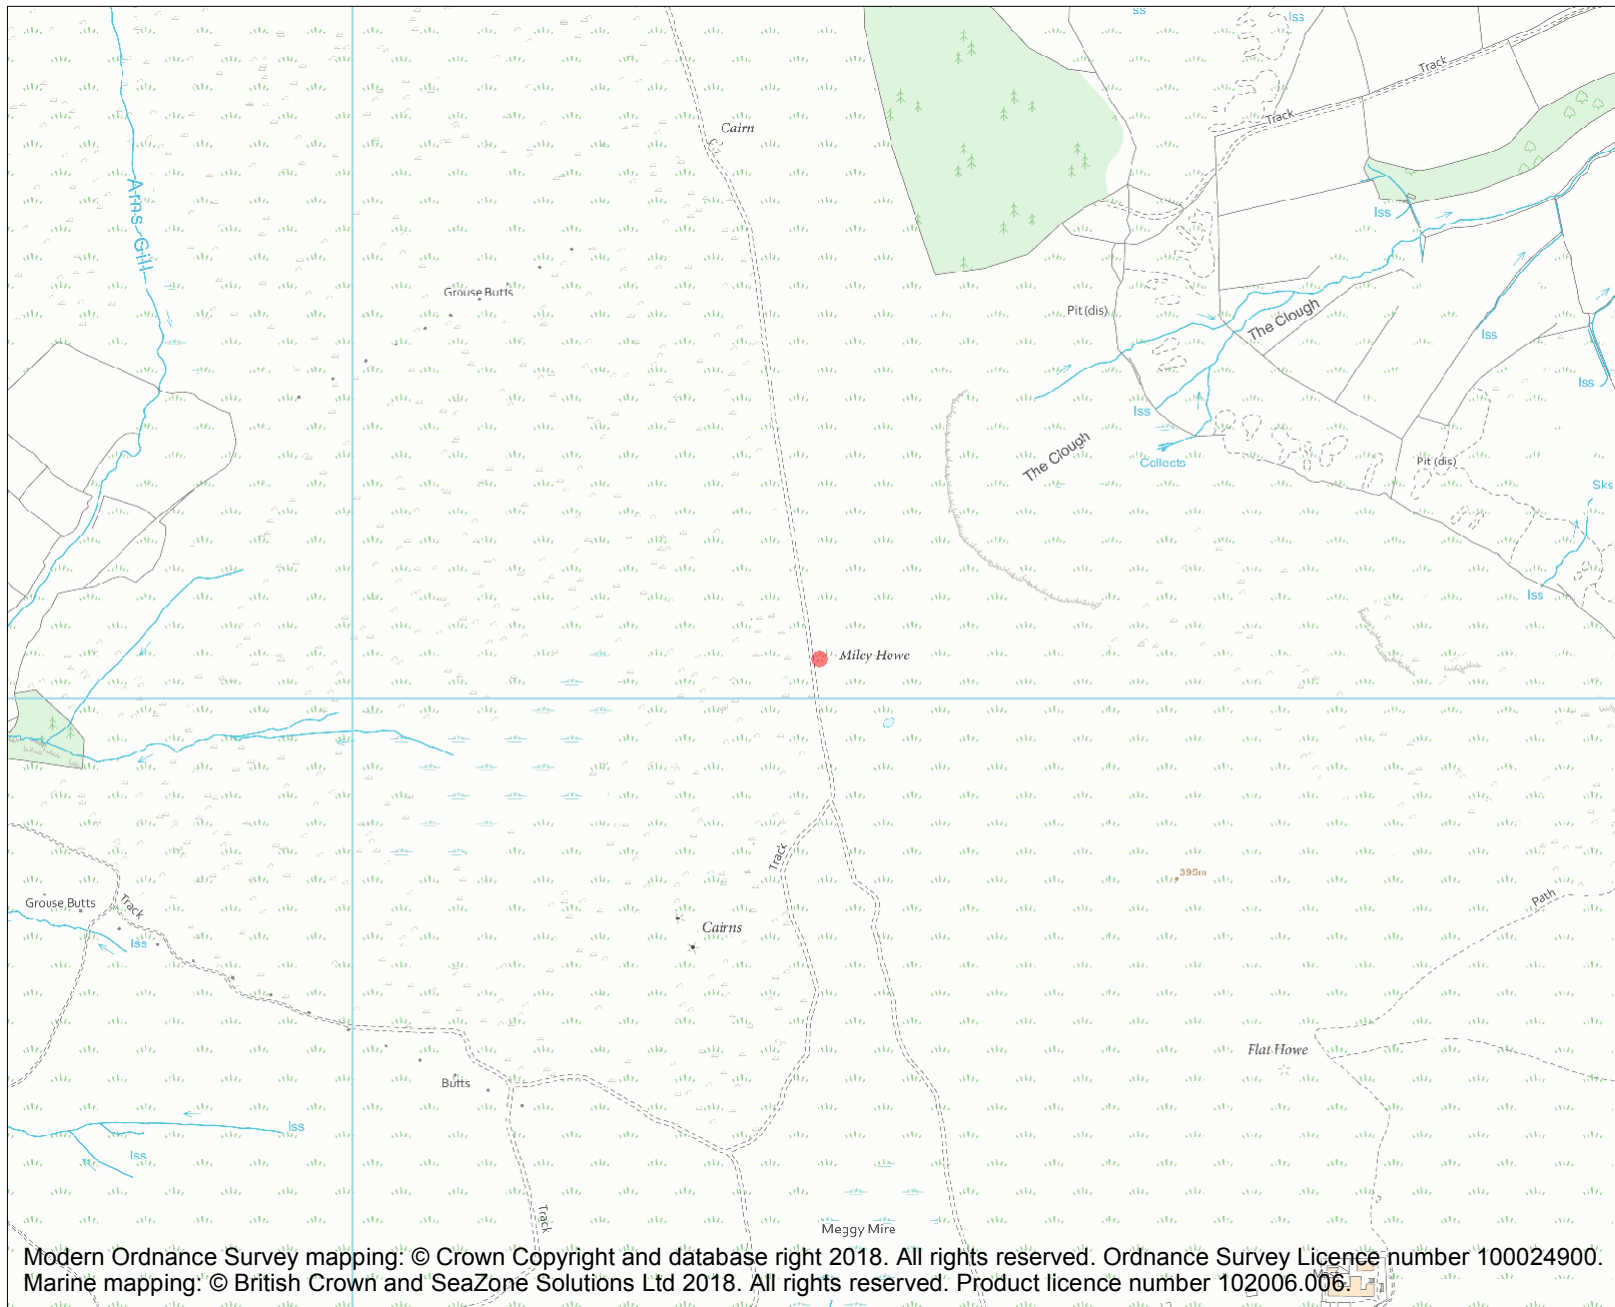 ss
Iss
Track
Cairn
Track
Arns Gill
Iss
Grouse Butts
Pit (dis)
The Clough
Iss
Iss
Iss
The Clough
Collects
Pit (dis)
Sks
Iss
Miley Howe
Track
395m
Path
Grouse Butts
Track
Cairns
Iss
Flat Howe
Butts
Iss
Iss
Track
Meggy Mire
Modern Ordnance Survey mapping: © Crown Copyright and database right 2018. All rights reserved. Ordnance Survey Licence number 100024900.
Marine mapping: © British Crown and SeaZone Solutions Ltd 2018. All rights reserved. Product licence number 102006.006.